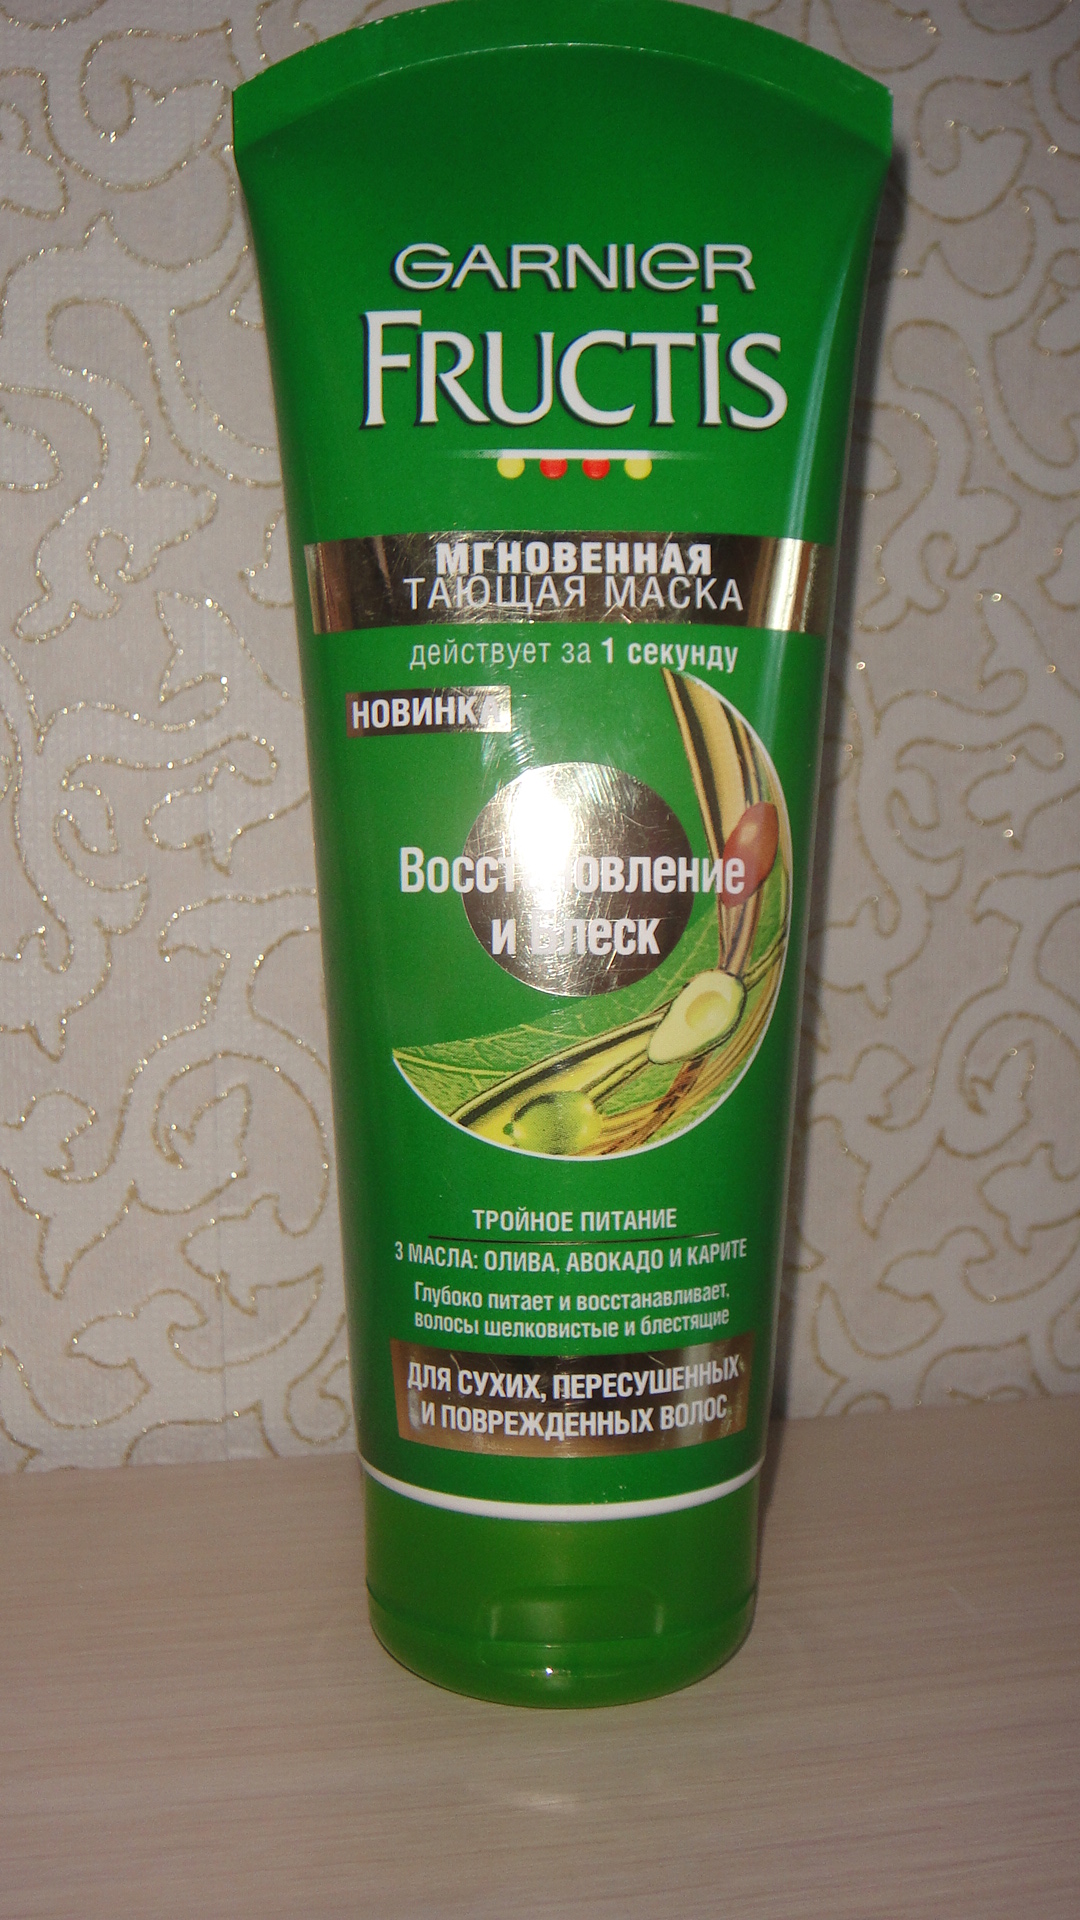 GARNIER
FRUCTIS
МГНОВЕННАЯ
ТАЮЩАЯ МАСКА
действует за 1 секунду
НОВИНКА
Восстановление
и Блеск
ТРОЙНОЕ ПИТАНИЕ
3 МАСЛА: ОЛИВА, АВОКАДО И КАРИТЕ
Глубоко питает и восстанавливает,
волосы шелковистые и блестящие
ДЛЯ СУХИХ, ПЕРЕСУШЕННЫХ
И ПОВРЕЖДЕННЫХ ВОЛОС